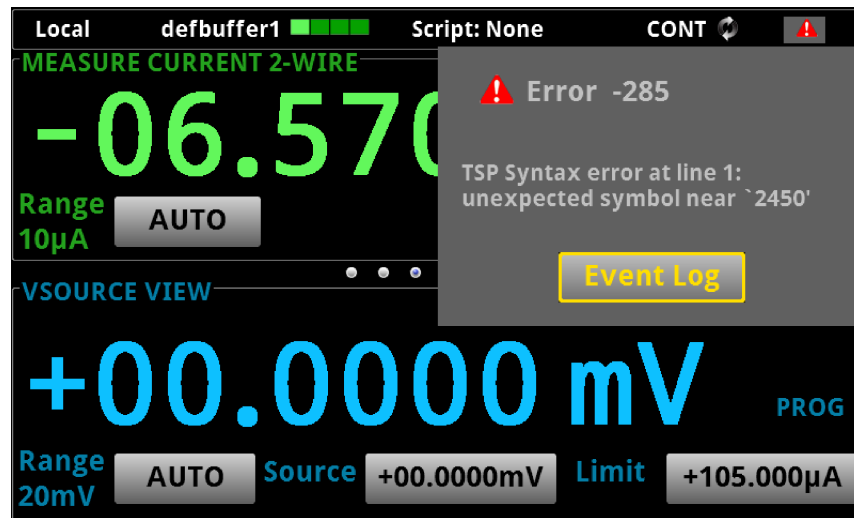 Local defbuffer1 Script: None CONT
MEASURE CURRENT 2-WIRE
-06.570
Range
10µA
AUTO
Error -285
TSP Syntax error at line 1:
unexpected symbol near `2450'
Event Log
VSOURCE VIEW
+00.0000 mV
PROG
Range
20mV
AUTO
Source +00.0000mV
Limit +105.000µA